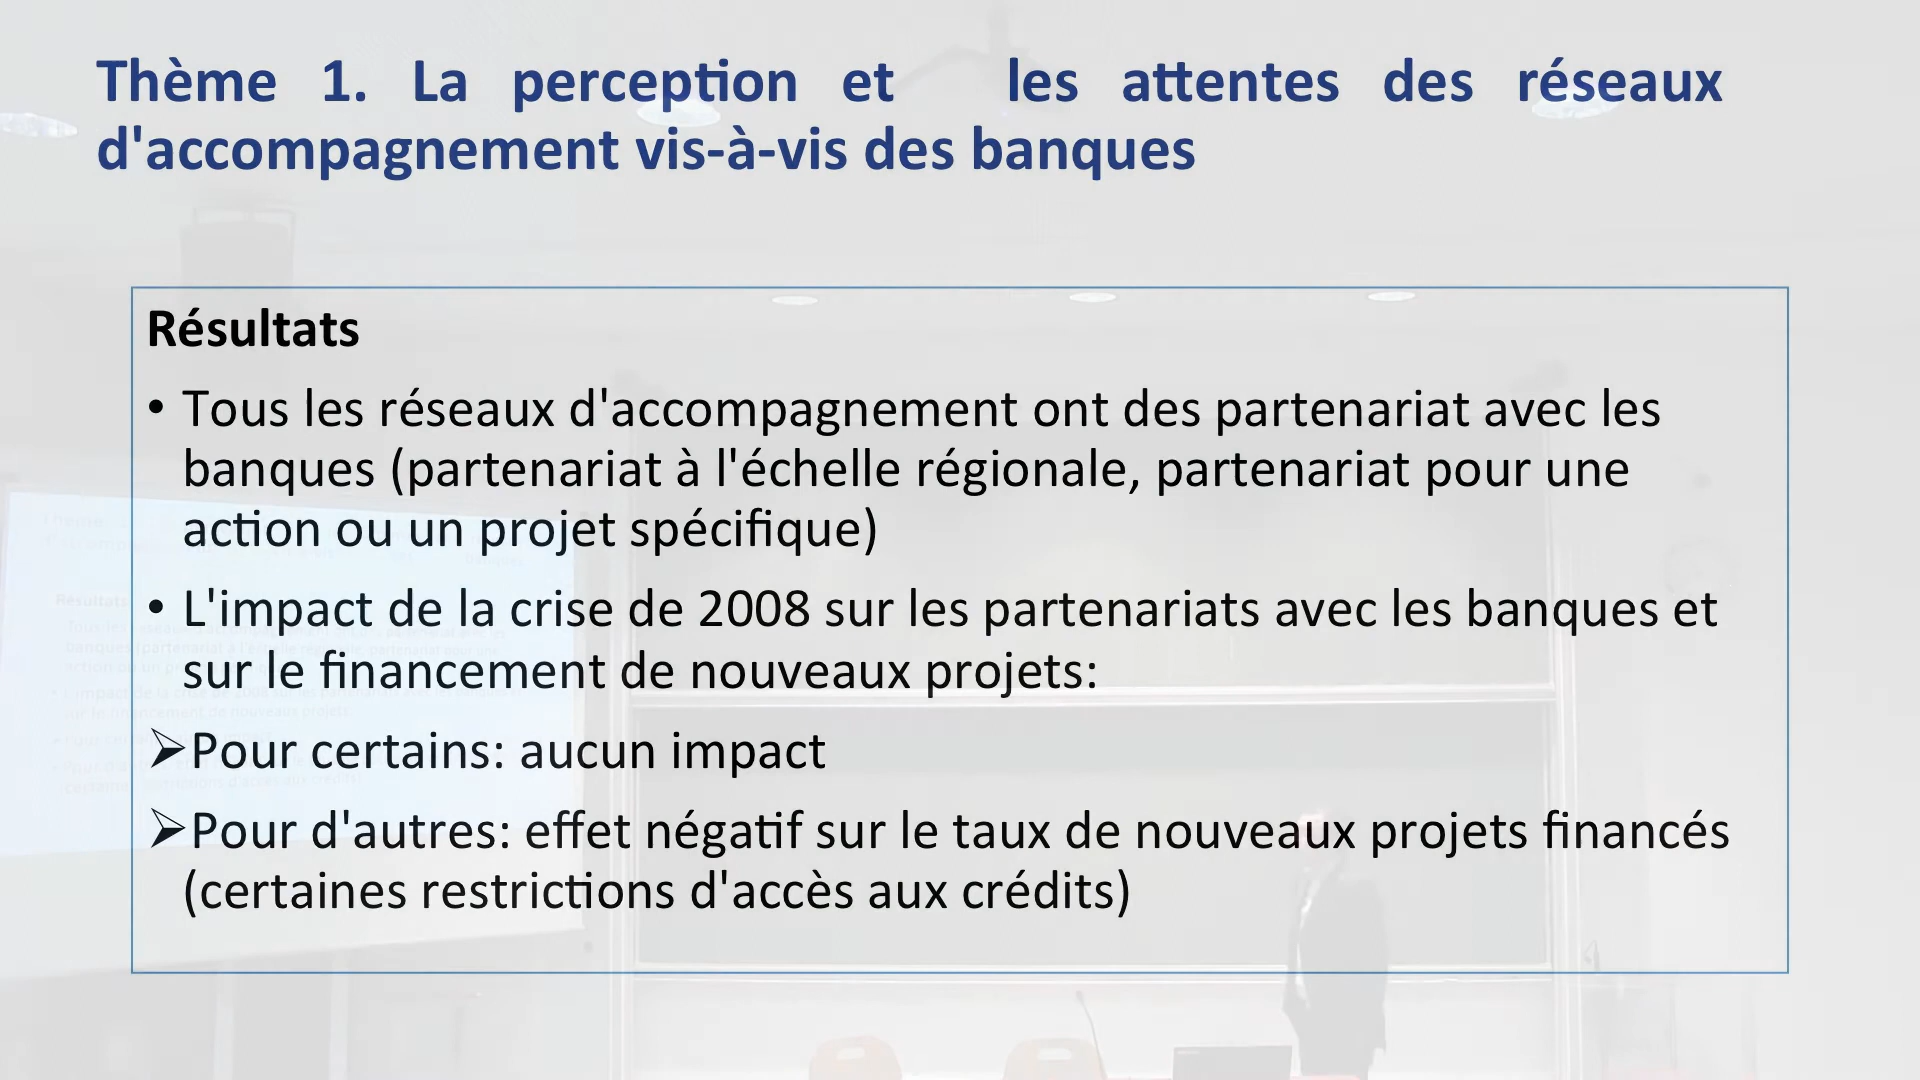 Thème 1. La perception et les attentes des réseaux
d'accompagnement vis-à-vis des banques
Résultats
• Tous les réseaux d'accompagnement ont des partenariat avec les
banques (partenariat à l'échelle régionale, partenariat pour une
action ou un projet spécifique)
• L'impact de la crise de 2008 sur les partenariats avec les banques et
sur le financement de nouveaux projets:
➢Pour certains: aucun impact
➢Pour d'autres: effet négatif sur le taux de nouveaux projets financés
(certaines restrictions d'accès aux crédits)